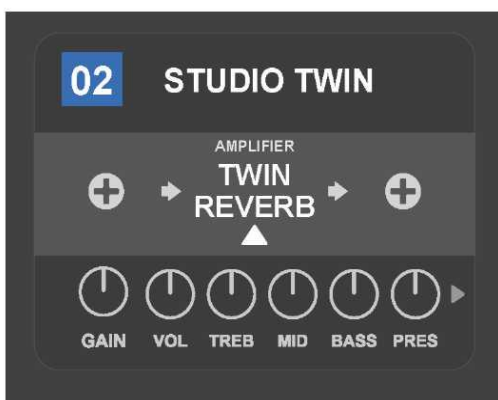 02 STUDIO TWIN
AMPLIFIER
TWIN
REVERB
GAIN VOL TREB MID BASS PRES